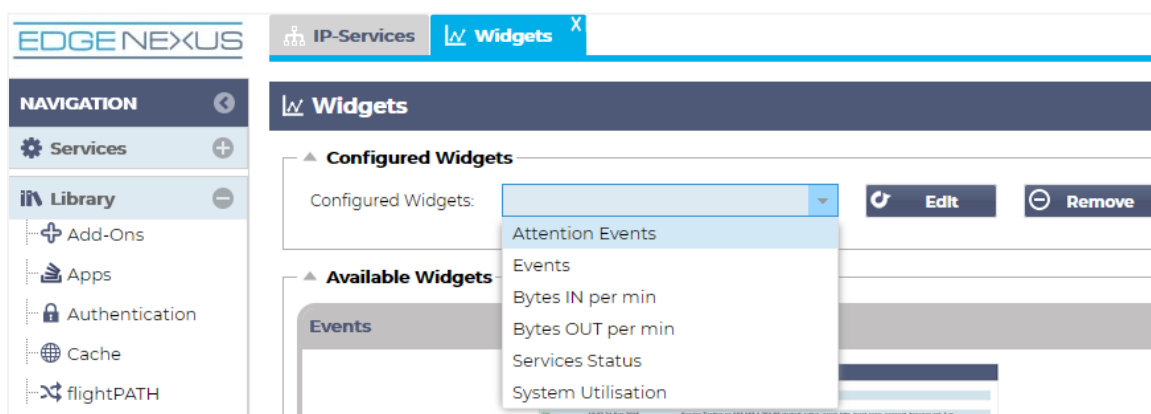 EDGENEXUS
IP-Services
Widgets
X
NAVIGATION
Widgets
Services
Configured Widgets
Library
Configured Widgets:
Edit
Remove
Add-Ons
Attention Events
Events
Bytes IN per min
Bytes OUT per min
Services Status
System Utilisation
Apps
Available Widgets
Authentication
Events
Cache
flightPATH